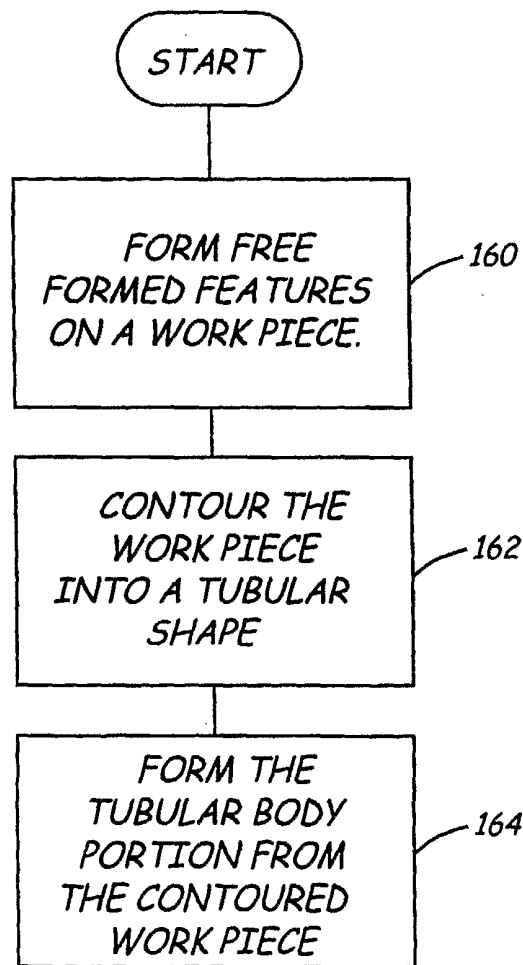 START
FORM FREE
FORMED FEATURES
ON A WORK PIECE.
160
CONTOUR THE
WORK PIECE
INTO A TUBULAR
SHAPE
162
FORM THE
TUBULAR BODY
PORTION FROM
THE CONTOURED
WORK PIECE
164